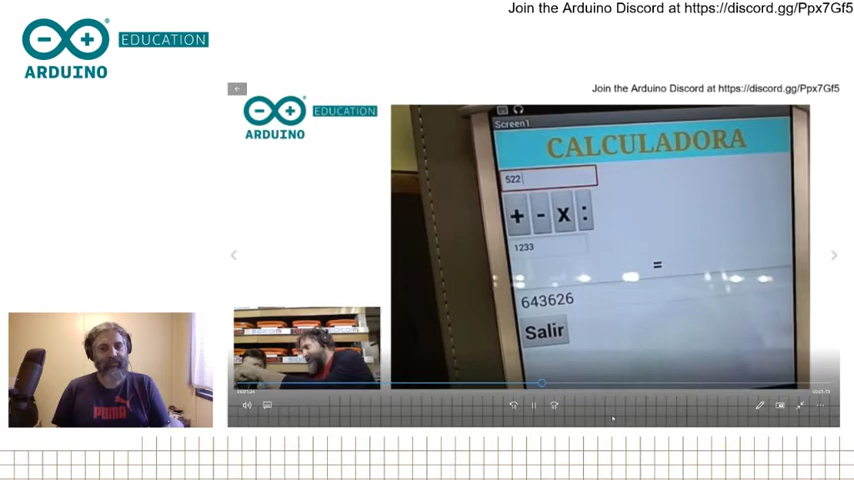 Join the Arduino Discord at https://discord.gg/Ppx7Gf5
EDUCATION
ARDUINO
Join the Arduino Discord at https://discord.gg/Ppx7Gf5
EDUCATION
ARDUINO
Screen1
CALCULADORA
522
+ - x :
1233
=
643626
Salir
PUMA